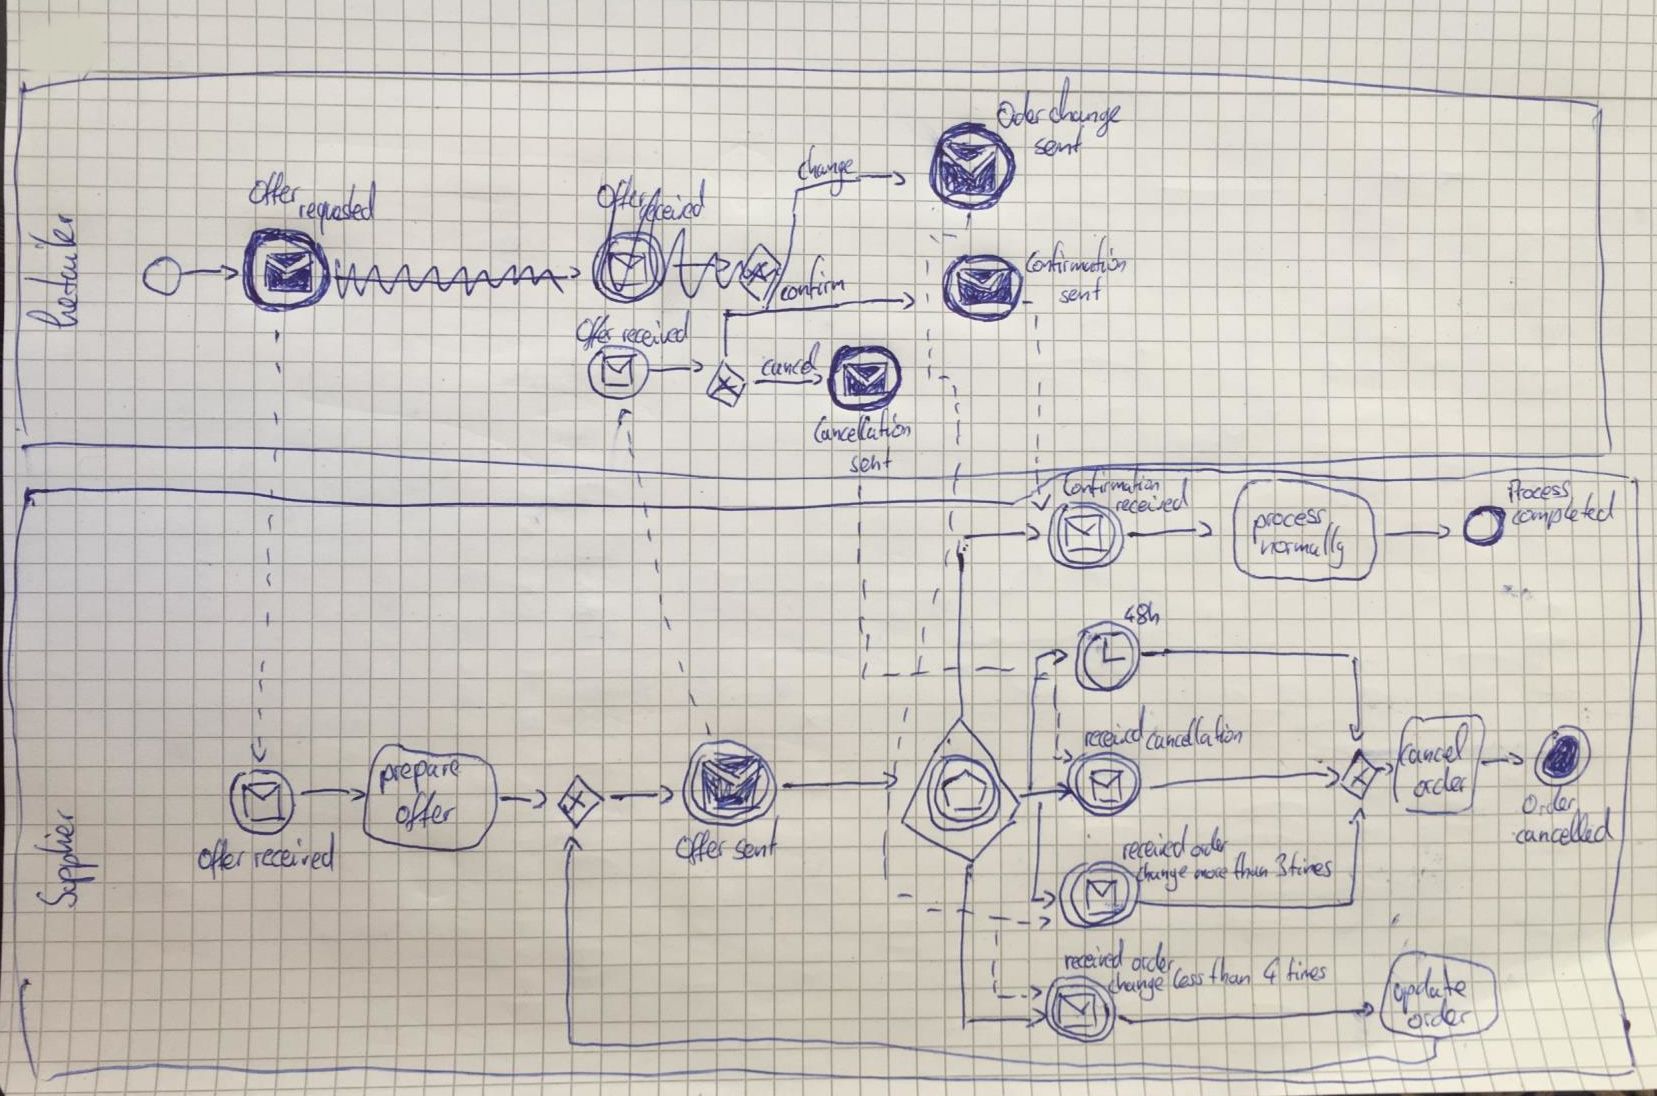 Oder change
sent
change
Offer
requested
Offer received
Confirmation
sent
confirm
Offer received
cancel
Cancellation
sent
Confirmation
received
process
normally
Process
completed
48h
received cancellation
cancel
order
Order
cancelled
prepare
offer
Offer received
Offer sent
Supplier
received order
change more than 3 times
received order
change less than 4 times
update
order